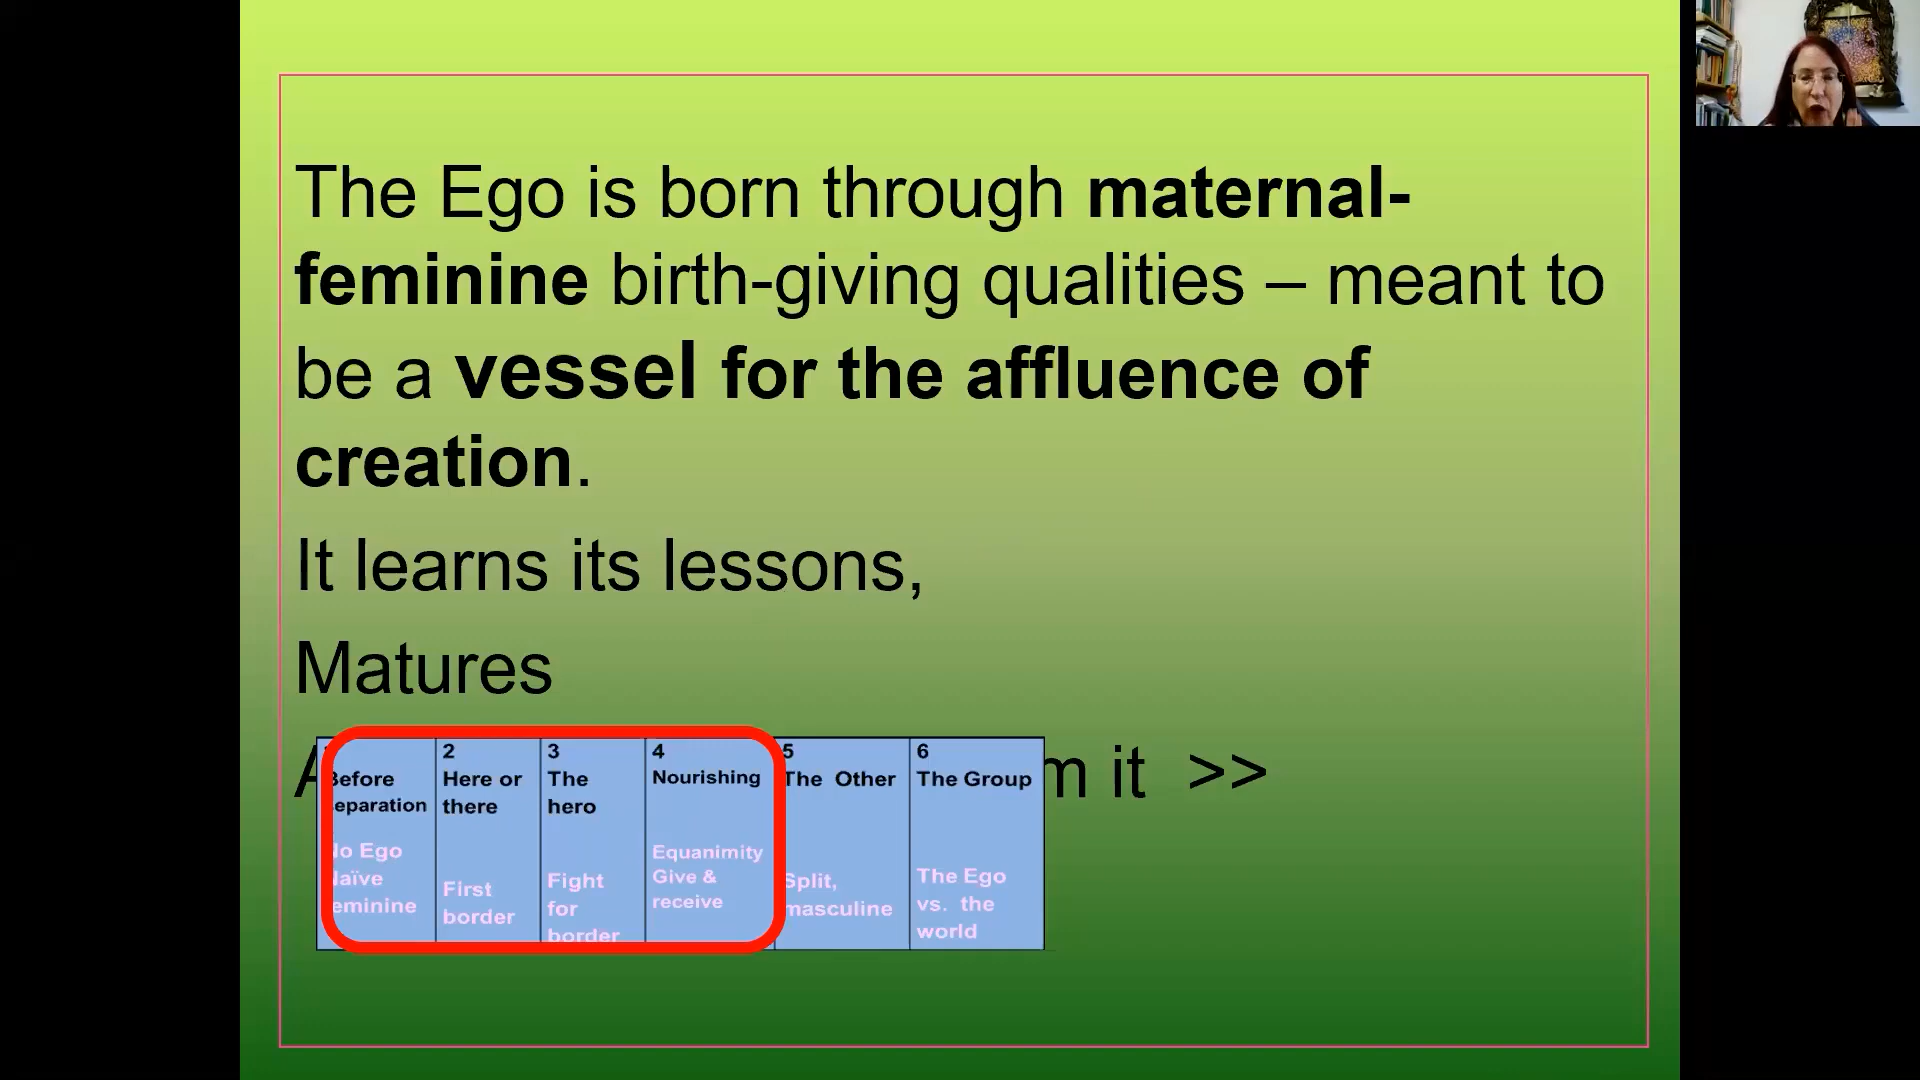 The Ego is born through maternal-
feminine birth-giving qualities – meant to
be a vessel for the affluence of
creation.
It learns its lessons,
Matures
it >>
Before
eparation
No Ego
Naïve
eminine
2
Here or
there
First
border
3
The
hero
Fight
for
border
4
Nourishing
Equanimity
Give &
receive
5
The Other
Split,
masculine
6
The Group
The Ego
vs. the
world